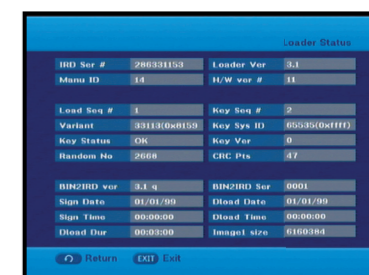 Loader Status
IRD Ser # 286331153 Loader Ver 3.1
Manu ID 14 H/W ver # 11
Load Seq # 1 Key Seq # 2
Variant 33113(0x8159 Key Sys ID 65535(0xffff)
Key Status OK Key Ver 0
Random No 2668 CRC Pts 47
BIN2IRD ver 3.1 q BIN2IRD Ser 0001
Sign Date 01/01/99 Dload Date 01/01/99
Sign Time 00:00:00 Dload Time 00:00:00
Dload Dur 00:03:00 Image1 size 6160384
Return EXIT Exit